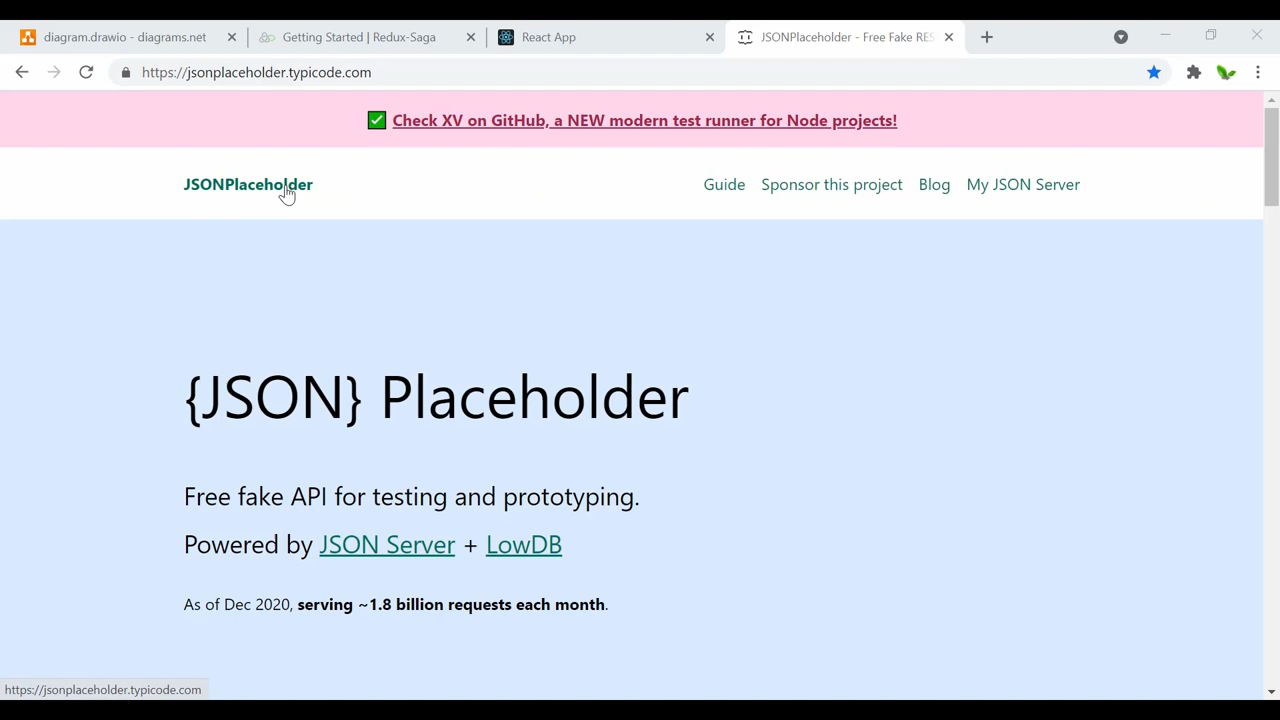 diagram.drawio - diagrams.net
Getting Started | Redux-Saga
React App
JSONPlaceholder - Free Fake RES
https://jsonplaceholder.typicode.com
Check XV on GitHub, a NEW modern test runner for Node projects!
JSONPlaceholder
Guide
Sponsor this project
Blog
My JSON Server
{JSON} Placeholder
Free fake API for testing and prototyping.
Powered by JSON Server + LowDB
As of Dec 2020, serving ~1.8 billion requests each month.
https://jsonplaceholder.typicode.com